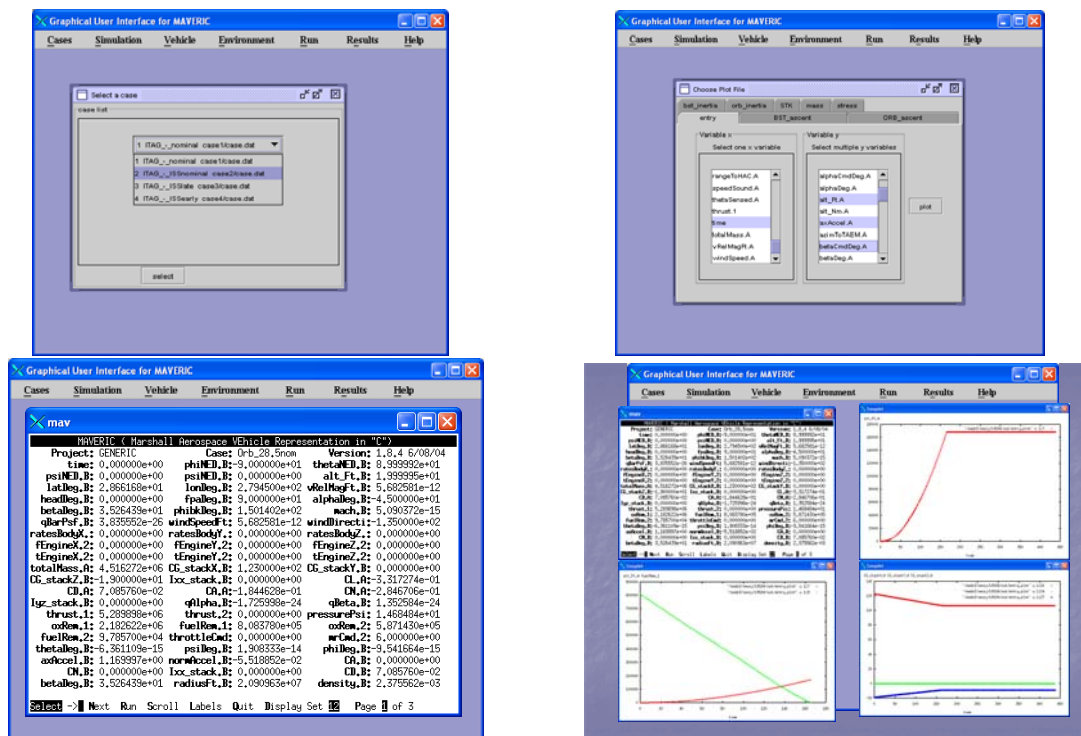 Graphical User Interface for MAVERIC
Cases Simulation Vehicle Environment Run Results Help
Select a case
case list
1 ITAG_-_nominal case1/case.dat
1 ITAG_-_nominal case1/case.dat
2 ITAG_-_ISSnominal case2/case.dat
3 ITAG_-_ISSlate case3/case.dat
4 ITAG_-_ISSearly case4/case.dat
select
Graphical User Interface for MAVERIC
Cases Simulation Vehicle Environment Run Results Help
Choose Plot File
bst_inertia orb_inertia STK mass stress
entry BST_ascent ORB_ascent
Variable x Variable y
Select one x variable Select multiple y variables
rangeToHAC.A alphaCmdDeg.A
speedSound.A alphaDeg.A
thetaSensed.A alt_Ft.A
thrust.1 alt_Nm.A
time axAccel.A
totalMass.A azimToTAEM.A
vRelMagFt.A betaCmdDeg.A
windSpeed.A betaDeg.A
plot
Graphical User Interface for MAVERIC
Cases Simulation Vehicle Environment Run Results Help
mav
MAVERIC ( Marshall Aerospace VEhicle Representation in "C")
Project: GENERIC Case: Orb_28,5nom Version: 1.8.4 6/08/04
time: 0.000000e+00 phiNED.B:-9.000000e+01 thetaNED.B: 8.999992e+01
psiNED.B: 0.000000e+00 psiNED.B: 0.000000e+00 alt_Ft.B: 1.999995e+01
latDeg.B: 2.866168e+01 lonDeg.B: 2.794500e+02 vRelMagFt.B: 5.682581e-12
headDeg.B: 0.000000e+00 fpaDeg.B: 9.000000e+01 alphaDeg.B:-4.500000e+01
betaDeg.B: 3.526439e+01 phibkDeg.B: 1.501402e+02 mach.B: 5.090372e-15
qBarPsf.B: 3.835552e-26 windSpeedFt: 5.682581e-12 windDirecti:-1.350000e+02
ratesBodyX.: 0.000000e+00 ratesBodyY.: 0.000000e+00 ratesBodyZ.: 0.000000e+00
fEngineX.2: 0.000000e+00 fEngineY.2: 0.000000e+00 fEngineZ.2: 0.000000e+00
tEngineX.2: 0.000000e+00 tEngineY.2: 0.000000e+00 tEngineZ.2: 0.000000e+00
totalMass.A: 4.516272e+06 CG_stackX.B: 1.230000e+02 CG_stackY.B: 0.000000e+00
CG_stackZ.B:-1.900000e+01 Ixx_stack.B: 0.000000e+00 CL.A:-3.317274e-01
CD.A: 7.085760e-02 CA.A:-1.844628e-01 CN.A:-2.846706e-01
Iyz_stack.B: 0.000000e+00 qAlpha.B:-1.725998e-24 qBeta.B: 1.352584e-24
thrust.1: 5.289898e+06 thrust.2: 0.000000e+00 pressurePsi: 1.468484e+01
oxRem.1: 2.182622e+06 fuelRem.1: 8.083780e+05 oxRem.2: 5.871430e+05
fuelRem.2: 9.785700e+04 throttleCmd: 0.000000e+00 mrCmd.2: 6.000000e+00
thetaDeg.B:-6.361109e-15 psiDeg.B: 1.908333e-14 phiDeg.B:-9.541664e-15
axAccel.B: 1.169997e+00 normAccel.B:-5.518852e-02 CA.B: 0.000000e+00
CN.B: 0.000000e+00 Ixx_stack.B: 0.000000e+00 CD.B: 7.085760e-02
betaDeg.B: 3.526439e+01 radiusFt.B: 2.090963e+07 density.B: 2.375562e-03
Select -> Next Run Scroll Labels Quit Display Set 12 Page 1 of 3
Graphical User Interface for MAVERIC
Cases Simulation Vehicle Environment Run Results Help
mav
MAVERIC ( Marshall Aerospace VEhicle Representation in "C")
Project: GENERIC Case: Orb_28,5nom Version: 1.8.4 6/08/04